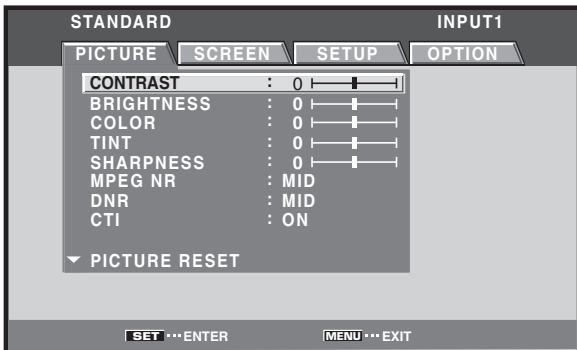 STANDARD INPUT1
PICTURE SCREEN SETUP OPTION
CONTRAST : 0
BRIGHTNESS : 0
COLOR : 0
TINT : 0
SHARPNESS : 0
MPEG NR : MID
DNR : MID
CTI : ON
PICTURE RESET
SET ··· ENTER MENU ··· EXIT